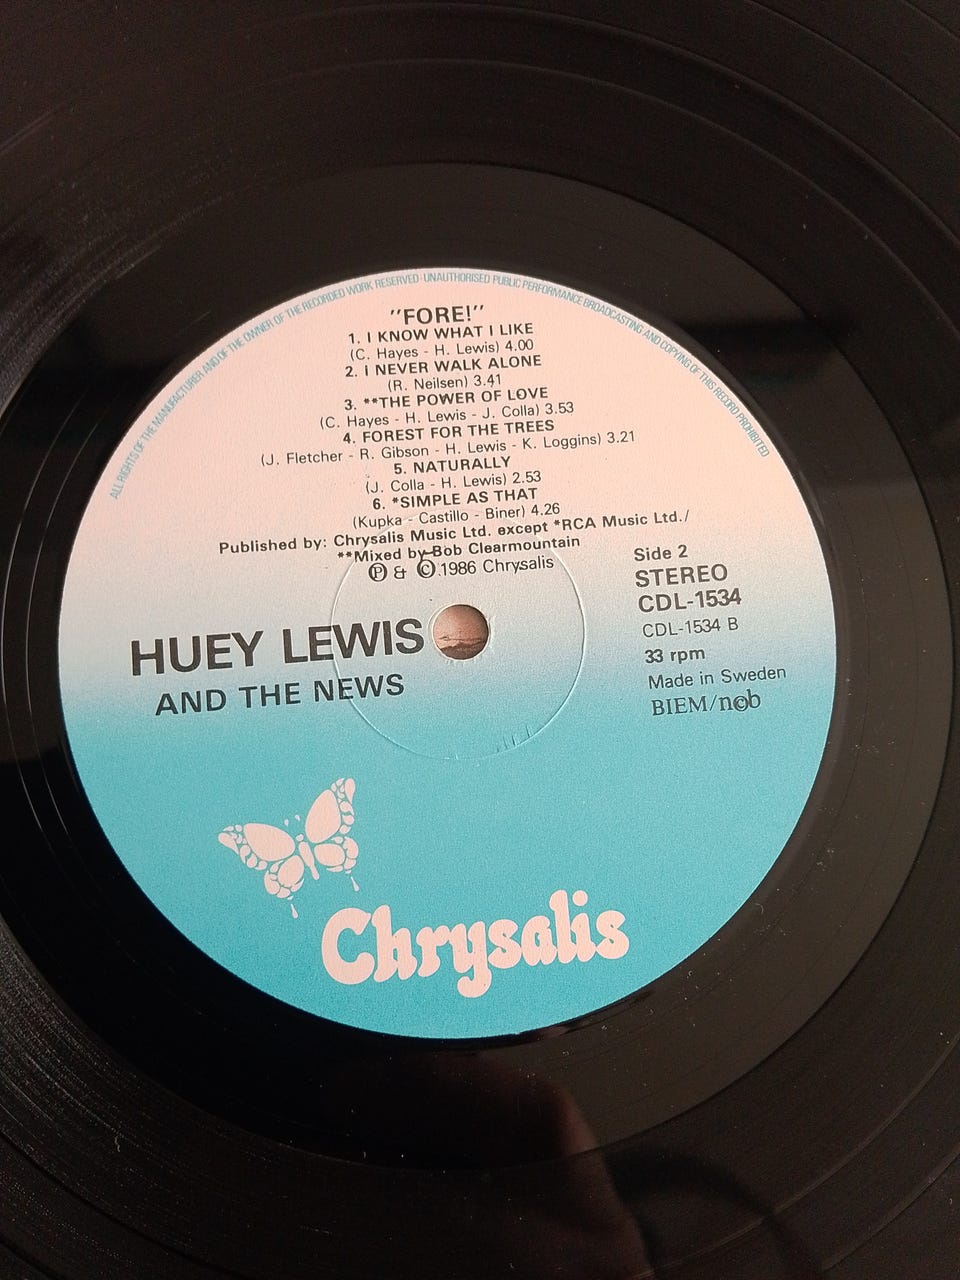 ALL RIGHTS OF THE MANUFACTURER AND OF THE OWNER OF THE RECORDED WORK RESERVED UNAUTHORISED PUBLIC PERFORMANCE BROADCASTING AND COPYING OF THIS RECORD PROHIBITED
"FORE!"
1. I KNOW WHAT I LIKE
(C. Hayes - H. Lewis) 4.00
2. I NEVER WALK ALONE
(R. Neilsen) 3.41
3. **THE POWER OF LOVE
(C. Hayes - H. Lewis - J. Colla) 3.53
4. FOREST FOR THE TREES
(J. Fletcher - R. Gibson - H. Lewis - K. Loggins) 3.21
5. NATURALLY
(J. Colla - H. Lewis) 2.53
6. *SIMPLE AS THAT
(Kupka - Castillo - Biner) 4.26
Published by: Chrysalis Music Ltd. except *RCA Music Ltd./
**Mixed by Bob Clearmountain
Ⓟ & © 1986 Chrysalis
Side 2
STEREO
CDL-1534
CDL-1534 B
33 rpm
Made in Sweden
BIEM/n©b
HUEY LEWIS
AND THE NEWS
Chrysalis